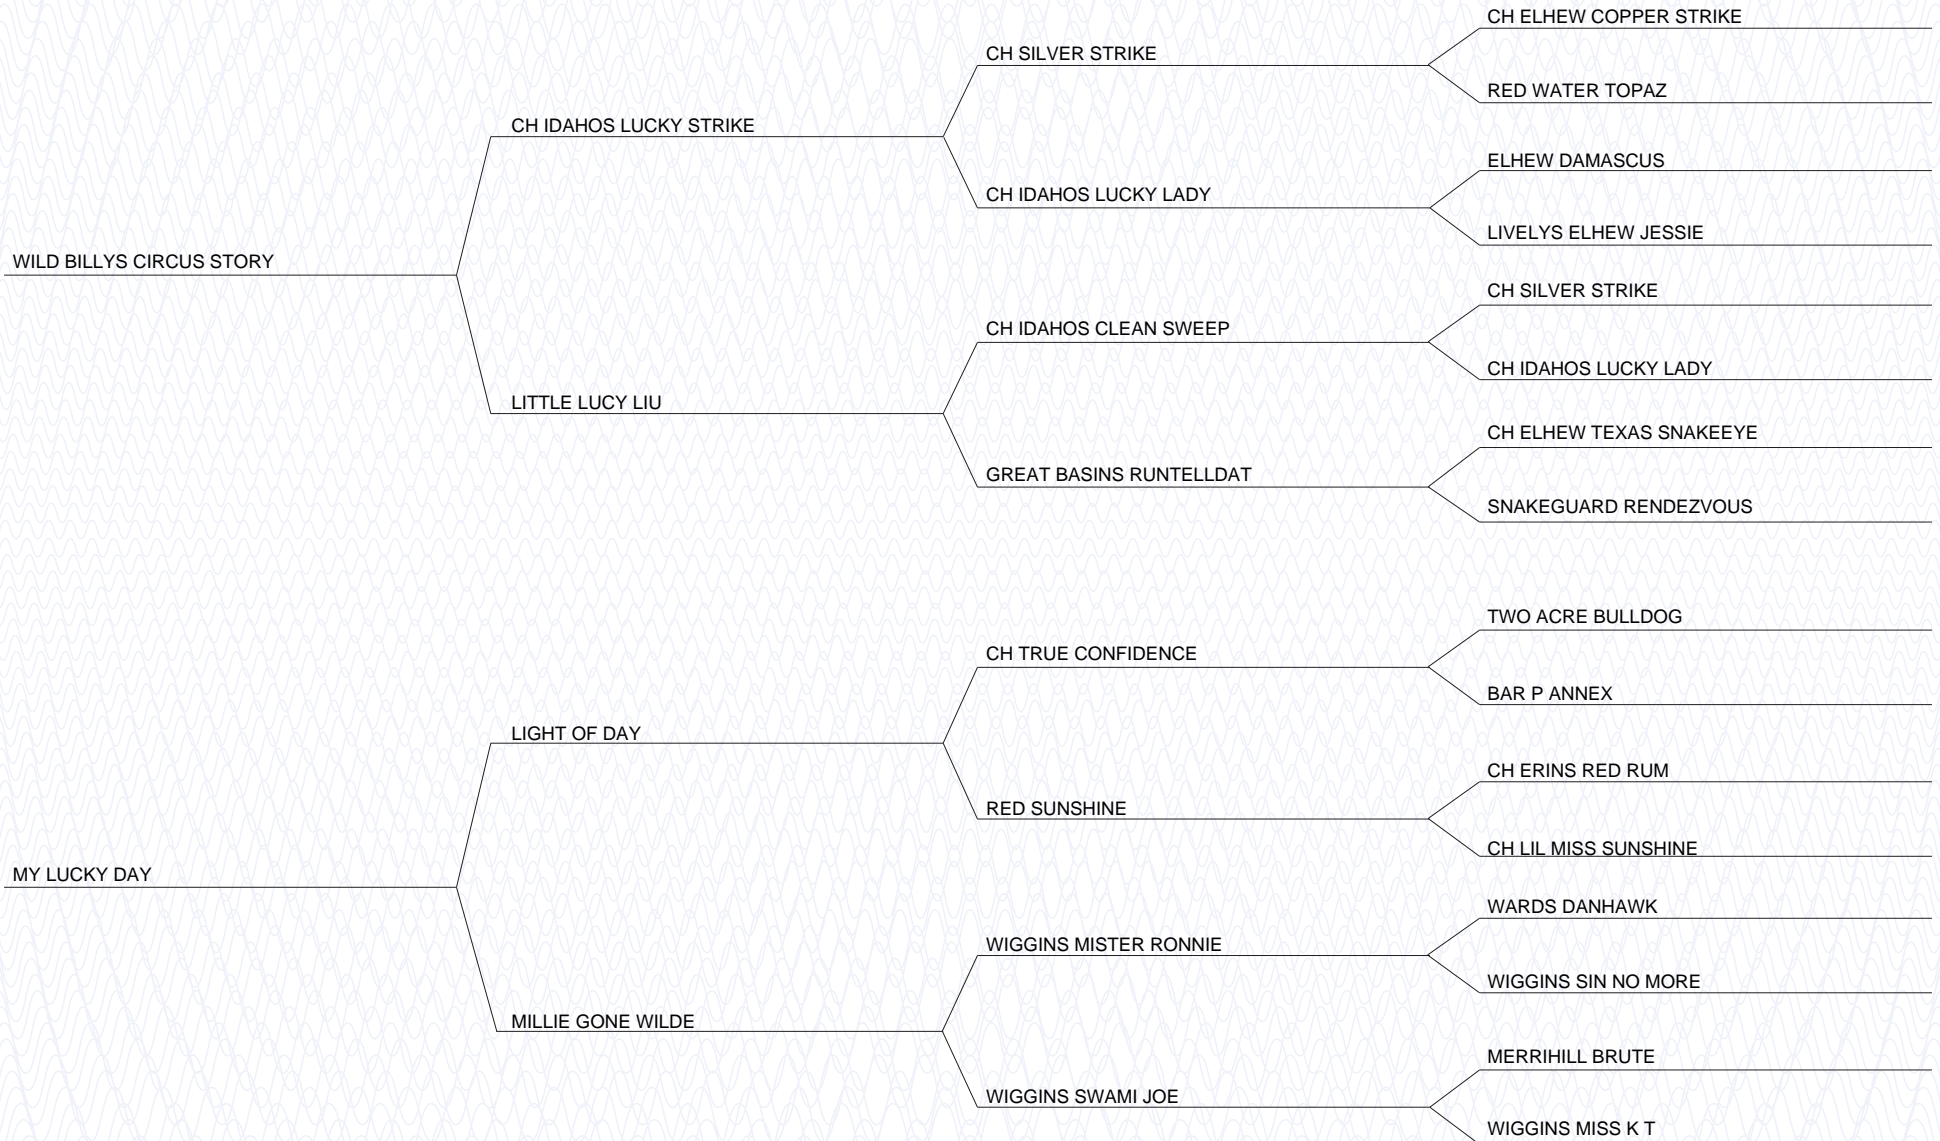 CH ELHEW COPPER STRIKE
CH SILVER STRIKE
RED WATER TOPAZ
CH IDAHOS LUCKY STRIKE
ELHEW DAMASCUS
CH IDAHOS LUCKY LADY
LIVELYS ELHEW JESSIE
WILD BILLYS CIRCUS STORY
CH SILVER STRIKE
CH IDAHOS CLEAN SWEEP
CH IDAHOS LUCKY LADY
LITTLE LUCY LIU
CH ELHEW TEXAS SNAKEEYE
GREAT BASINS RUNTELLDAT
SNAKEGUARD RENDEZVOUS
TWO ACRE BULLDOG
CH TRUE CONFIDENCE
BAR P ANNEX
LIGHT OF DAY
CH ERINS RED RUM
RED SUNSHINE
CH LIL MISS SUNSHINE
MY LUCKY DAY
WARDS DANHAWK
WIGGINS MISTER RONNIE
WIGGINS SIN NO MORE
MILLIE GONE WILDE
MERRIHILL BRUTE
WIGGINS SWAMI JOE
WIGGINS MISS K T